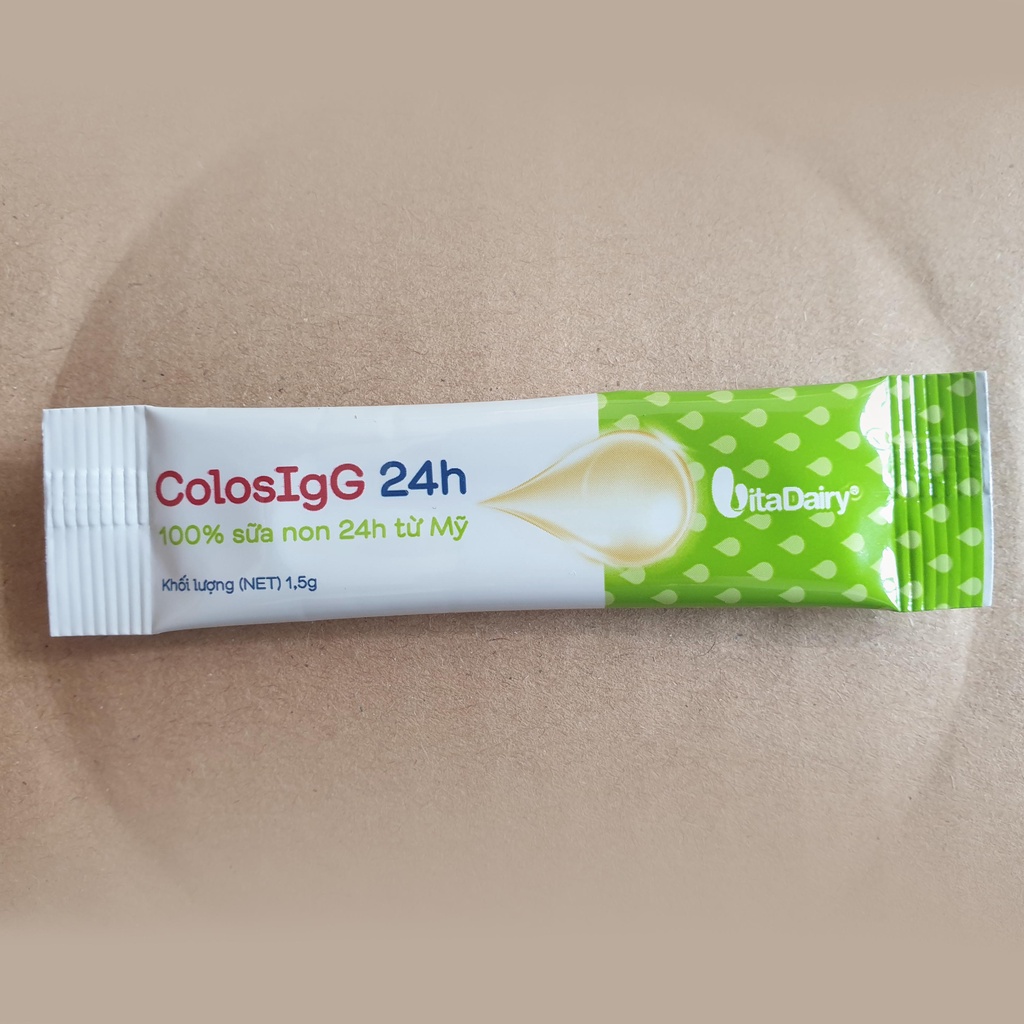 ColosIgG 24h
100% sữa non 24h từ Mỹ
Khối lượng (NET) 1,5g
VitaDairy®